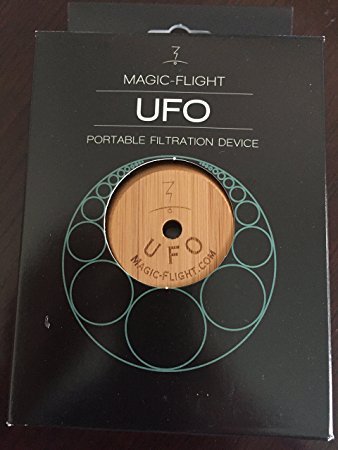 MAGIC-FLIGHT
UFO
PORTABLE FILTRATION DEVICE
UFO
MAGIC-FLIGHT.COM